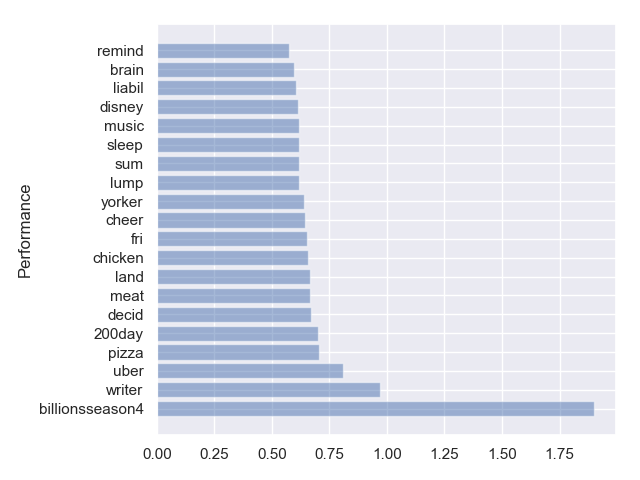 remind
brain
liabil
disney
music
sleep
sum
lump
yorker
cheer
fri
chicken
land
meat
decid
200day
pizza
uber
writer
billionsseason4
Performance
0.00 0.25 0.50 0.75 1.00 1.25 1.50 1.75